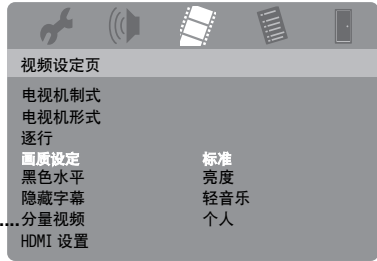 视频设定页
电视机制式
电视机形式
逐行
画质设定 标准
黑色水平 亮度
隐藏字幕 轻音乐
....分量视频 个人
HDMI 设置